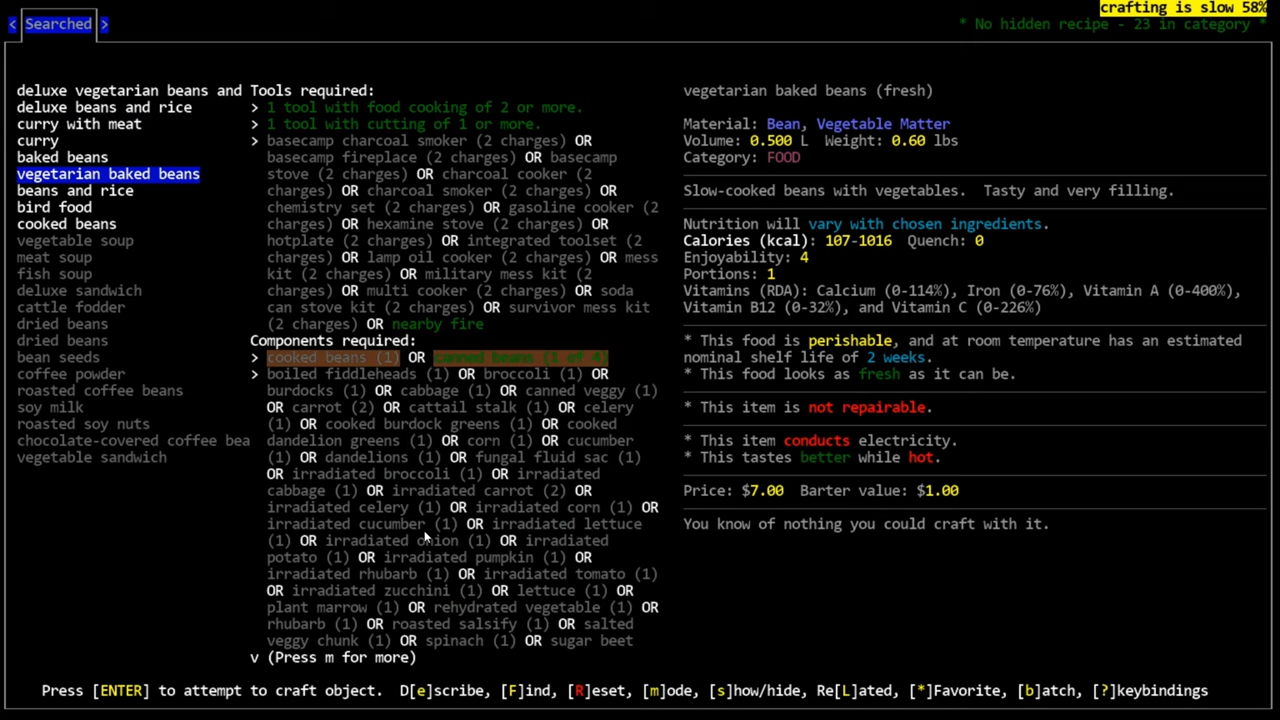 crafting is slow 58%
< Searched >
* No hidden recipe - 23 in category *
deluxe vegetarian beans and
deluxe beans and rice
curry with meat
curry
baked beans
vegetarian baked beans
beans and rice
bird food
cooked beans
vegetable soup
meat soup
fish soup
deluxe sandwich
cattle fodder
dried beans
dried beans
bean seeds
coffee powder
roasted coffee beans
soy milk
roasted soy nuts
chocolate-covered coffee bea
vegetable sandwich
Tools required:
> 1 tool with food cooking of 2 or more.
> 1 tool with cutting of 1 or more.
> basecamp charcoal smoker (2 charges) OR
basecamp fireplace (2 charges) OR basecamp
stove (2 charges) OR charcoal cooker (2
charges) OR charcoal smoker (2 charges) OR
chemistry set (2 charges) OR gasoline cooker (2
charges) OR hexamine stove (2 charges) OR
hotplate (2 charges) OR integrated toolset (2
charges) OR lamp oil cooker (2 charges) OR mess
kit (2 charges) OR military mess kit (2
charges) OR multi cooker (2 charges) OR soda
can stove kit (2 charges) OR survivor mess kit
(2 charges) OR nearby fire
Components required:
> cooked beans (1) OR canned beans (1 of 4)
> boiled fiddleheads (1) OR broccoli (1) OR
burdocks (1) OR cabbage (1) OR canned veggy (1)
OR carrot (2) OR cattail stalk (1) OR celery
(1) OR cooked burdock greens (1) OR cooked
dandelion greens (1) OR corn (1) OR cucumber
(1) OR dandelions (1) OR fungal fluid sac (1)
OR irradiated broccoli (1) OR irradiated
cabbage (1) OR irradiated carrot (2) OR
irradiated celery (1) OR irradiated corn (1) OR
irradiated cucumber (1) OR irradiated lettuce
(1) OR irradiated onion (1) OR irradiated
potato (1) OR irradiated pumpkin (1) OR
irradiated rhubarb (1) OR irradiated tomato (1)
OR irradiated zucchini (1) OR lettuce (1) OR
plant marrow (1) OR rehydrated vegetable (1) OR
rhubarb (1) OR roasted salsify (1) OR salted
veggy chunk (1) OR spinach (1) OR sugar beet
v (Press m for more)
vegetarian baked beans (fresh)
Material: Bean, Vegetable Matter
Volume: 0.500 L Weight: 0.60 lbs
Category: FOOD
Slow-cooked beans with vegetables. Tasty and very filling.
Nutrition will vary with chosen ingredients.
Calories (kcal): 107-1016 Quench: 0
Enjoyability: 4
Portions: 1
Vitamins (RDA): Calcium (0-114%), Iron (0-76%), Vitamin A (0-400%),
Vitamin B12 (0-32%), and Vitamin C (0-226%)
* This food is perishable, and at room temperature has an estimated
nominal shelf life of 2 weeks.
* This food looks as fresh as it can be.
* This item is not repairable.
* This item conducts electricity.
* This tastes better while hot.
Price: $7.00 Barter value: $1.00
You know of nothing you could craft with it.
Press [ENTER] to attempt to craft object. D[e]scribe, [F]ind, [R]eset, [m]ode, [s]how/hide, Re[L]ated, [*]Favorite, [b]atch, [?]keybindings